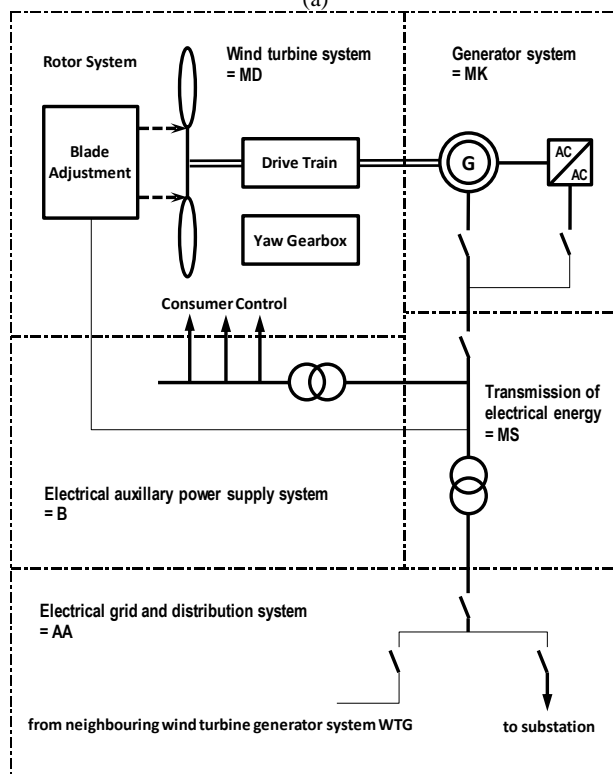 (a)
Rotor System
Wind turbine system
= MD
Generator system
= MK
Blade
Adjustment
Drive Train
G
AC
AC
Yaw Gearbox
Consumer Control
Transmission of
electrical energy
= MS
Electrical auxillary power supply system
= B
Electrical grid and distribution system
= AA
from neighbouring wind turbine generator system WTG
to substation